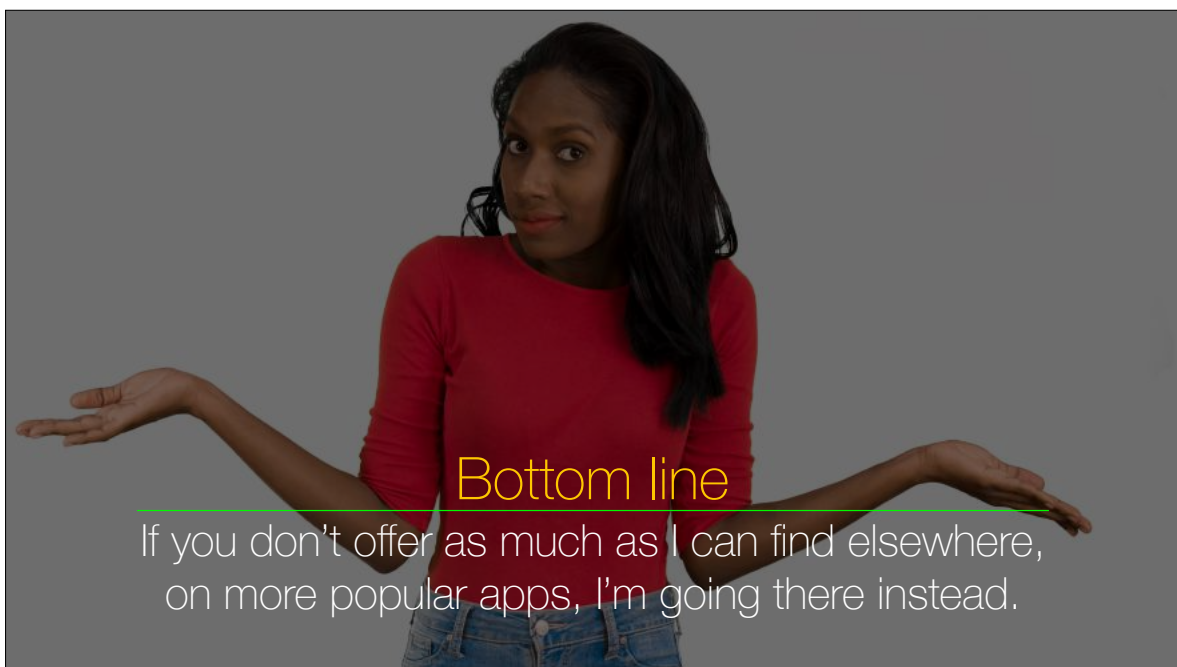 Bottom line
If you don’t offer as much as I can find elsewhere,
on more popular apps, I’m going there instead.